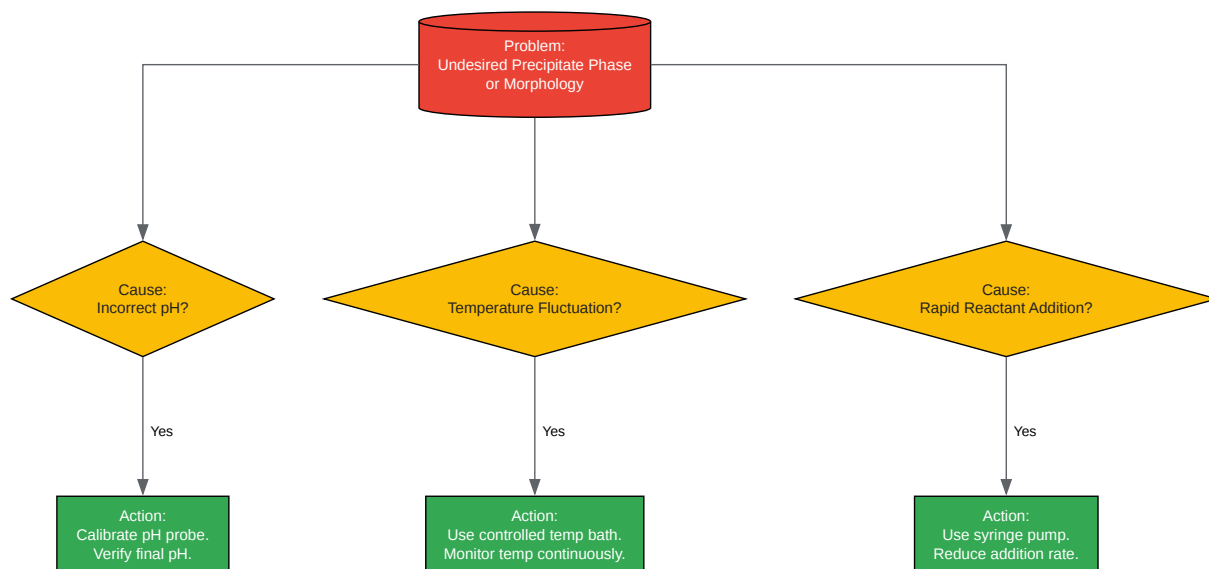 Problem:
Undesired Precipitate Phase
or Morphology
Cause:
Incorrect pH?
Cause:
Temperature Fluctuation?
Cause:
Rapid Reactant Addition?
Yes
Yes
Yes
Action:
Calibrate pH probe.
Verify final pH.
Action:
Use controlled temp bath.
Monitor temp continuously.
Action:
Use syringe pump.
Reduce addition rate.